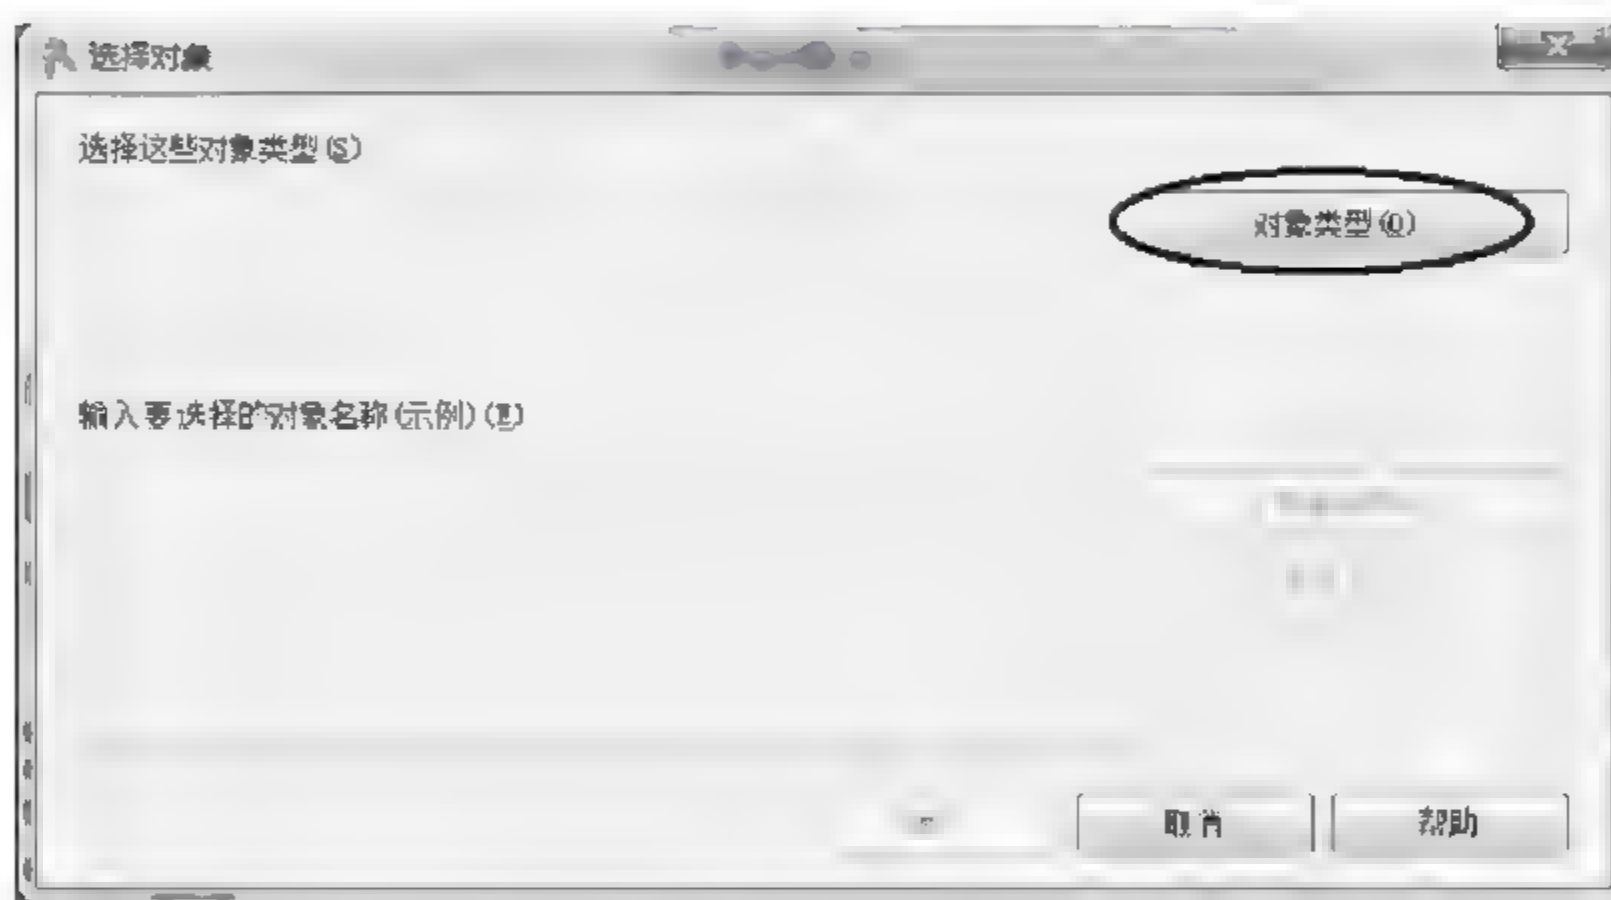 选择对象
选择这些对象类型(S)
对象类型(O)
输入要选择的对象名称(示例)(E)
取消
帮助